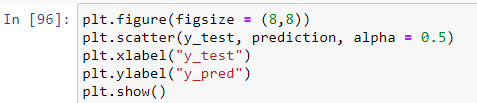 In [96]: plt.figure(figsize = (8,8))
plt.scatter(y_test, prediction, alpha = 0.5)
plt.xlabel("y_test")
plt.ylabel("y_pred")
plt.show()